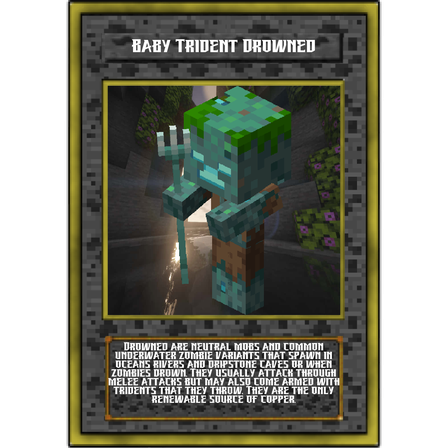 BABY TRIDENT DROWNED
DROWNED ARE NEUTRAL MOBS AND COMMON
UNDERWATER ZOMBIE VARIANTS THAT SPAWN IN
OCEANS RIVERS AND DRIPSTONE CAVES OR WHEN
ZOMBIES DROWN. THEY USUALLY ATTACK THROUGH
MELEE ATTACKS BUT MAY ALSO COME ARMED WITH
TRIDENTS THAT THEY THROW. THEY ARE THE ONLY
RENEWABLE SOURCE OF COPPER.